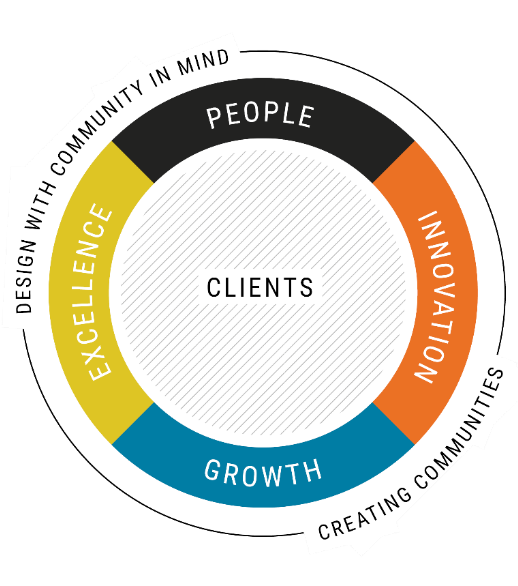 DESIGN WITH COMMUNITY IN MIND
PEOPLE
EXCELLENCE
CLIENTS
INNOVATION
GROWTH
CREATING COMMUNITIES